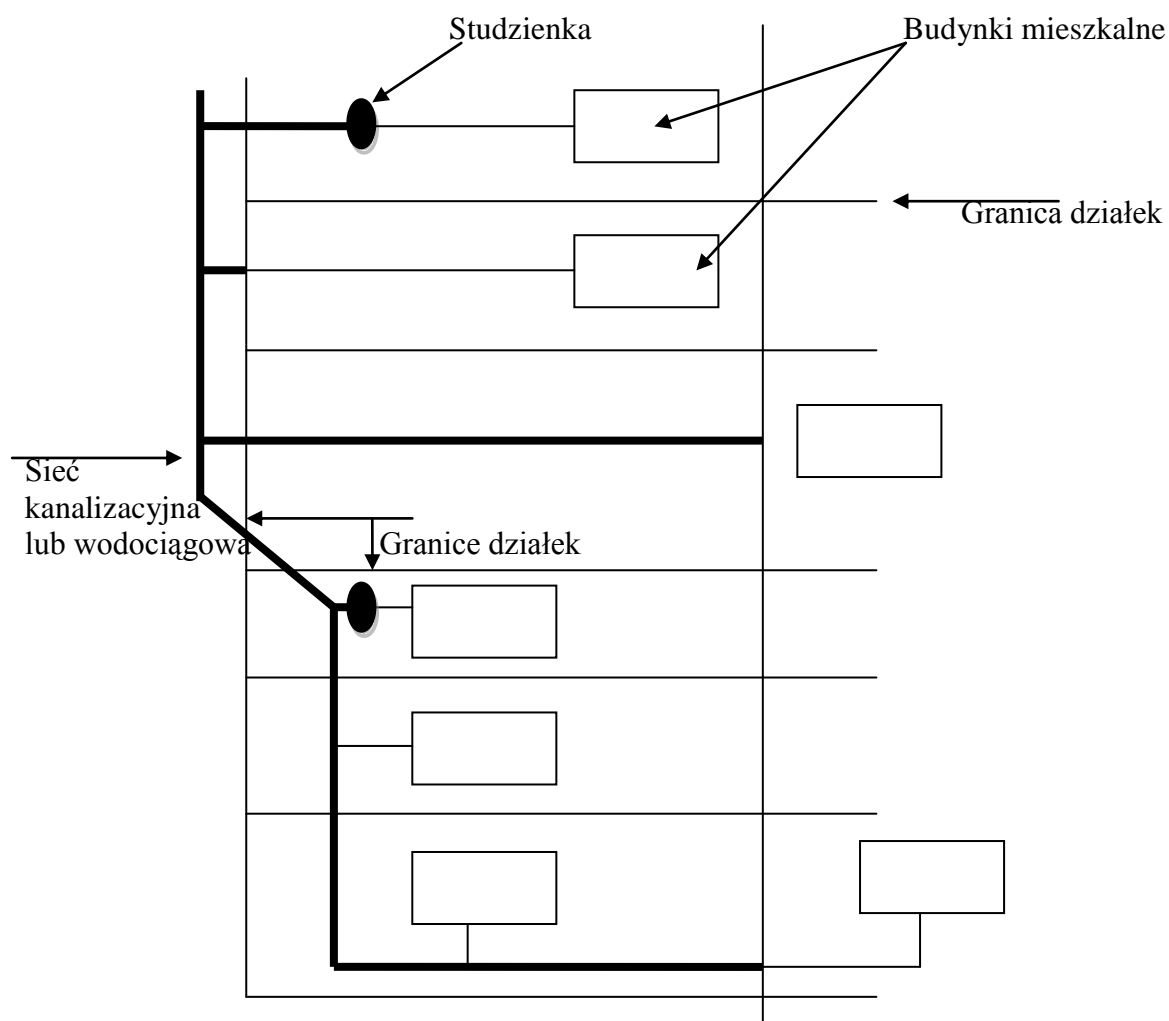 Studzienka
Budynki mieszkalne
Granica działek
Sieć
kanalizacyjna
lub wodociągowa
Granice działek